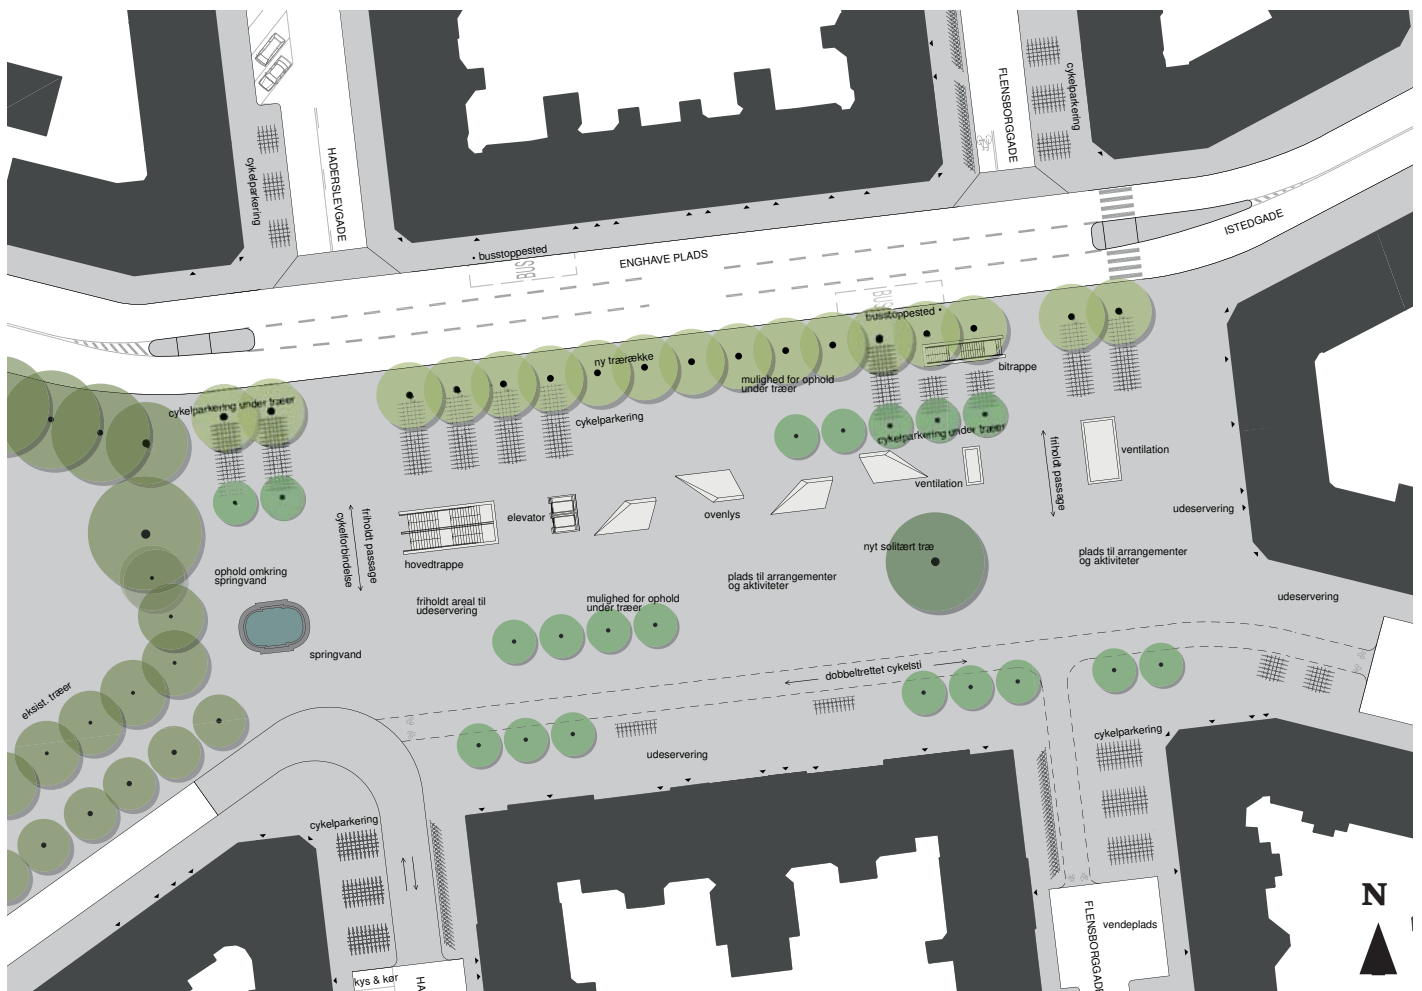 FLENSBORGGADE
cykelparkering
cykelparkering
HADERSLEVGADE
ISTEDGADE
• busstoppested
BUS
ENGHAVE PLADS
BUS
busstoppested •
ny trærække
bitrappe
mulighed for ophold
under træer
cykelparkering under træer
cykelparkering
cykelparkering under træer
ventilation
friholdt passage
ventilation
udeservering
ovenlys
elevator
friholdt passage
cykelforbindelse
hovedtrappe
nyt solitært træ
plads til arrangementer
og aktiviteter
ophold omkring
springvand
plads til arrangementer
og aktiviteter
friholdt areal til
udeservering
mulighed for ophold
under træer
udeservering
springvand
dobbeltrettet cykelsti
eksist. træer
udeservering
cykelparkering
cykelparkering
N
FLENSBORGGADE
vendeplads
kys & kør
HA